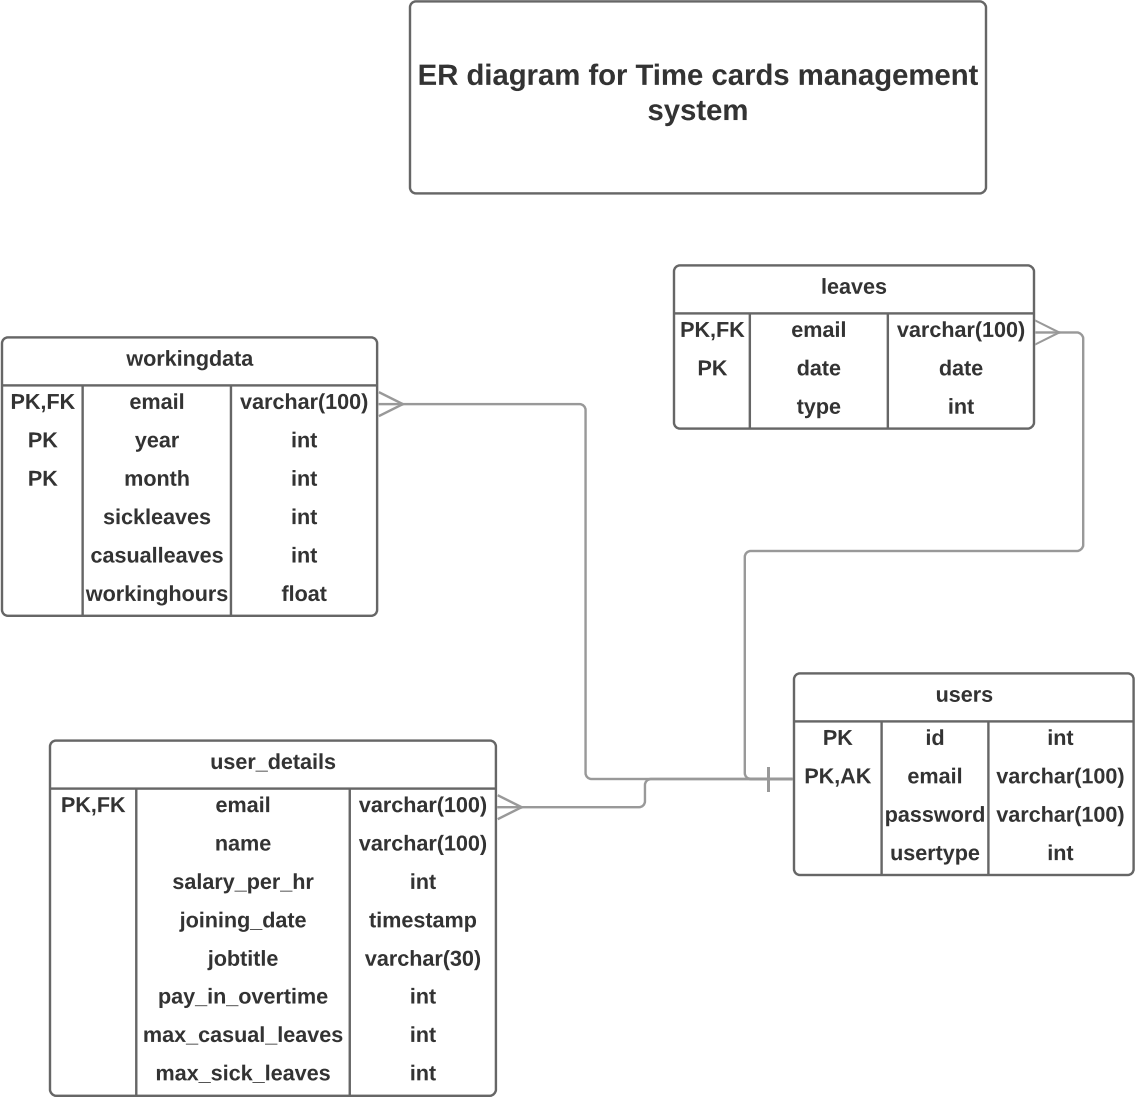 ER diagram for Time cards management
system
leaves
PK,FK email varchar(100)
PK date date
type int
workingdata
PK,FK email varchar(100)
PK year int
PK month int
sickleaves int
casualleaves int
workinghours float
users
PK id int
PK,AK email varchar(100)
password varchar(100)
usertype int
user_details
PK,FK email varchar(100)
name varchar(100)
salary_per_hr int
joining_date timestamp
jobtitle varchar(30)
pay_in_overtime int
max_casual_leaves int
max_sick_leaves int